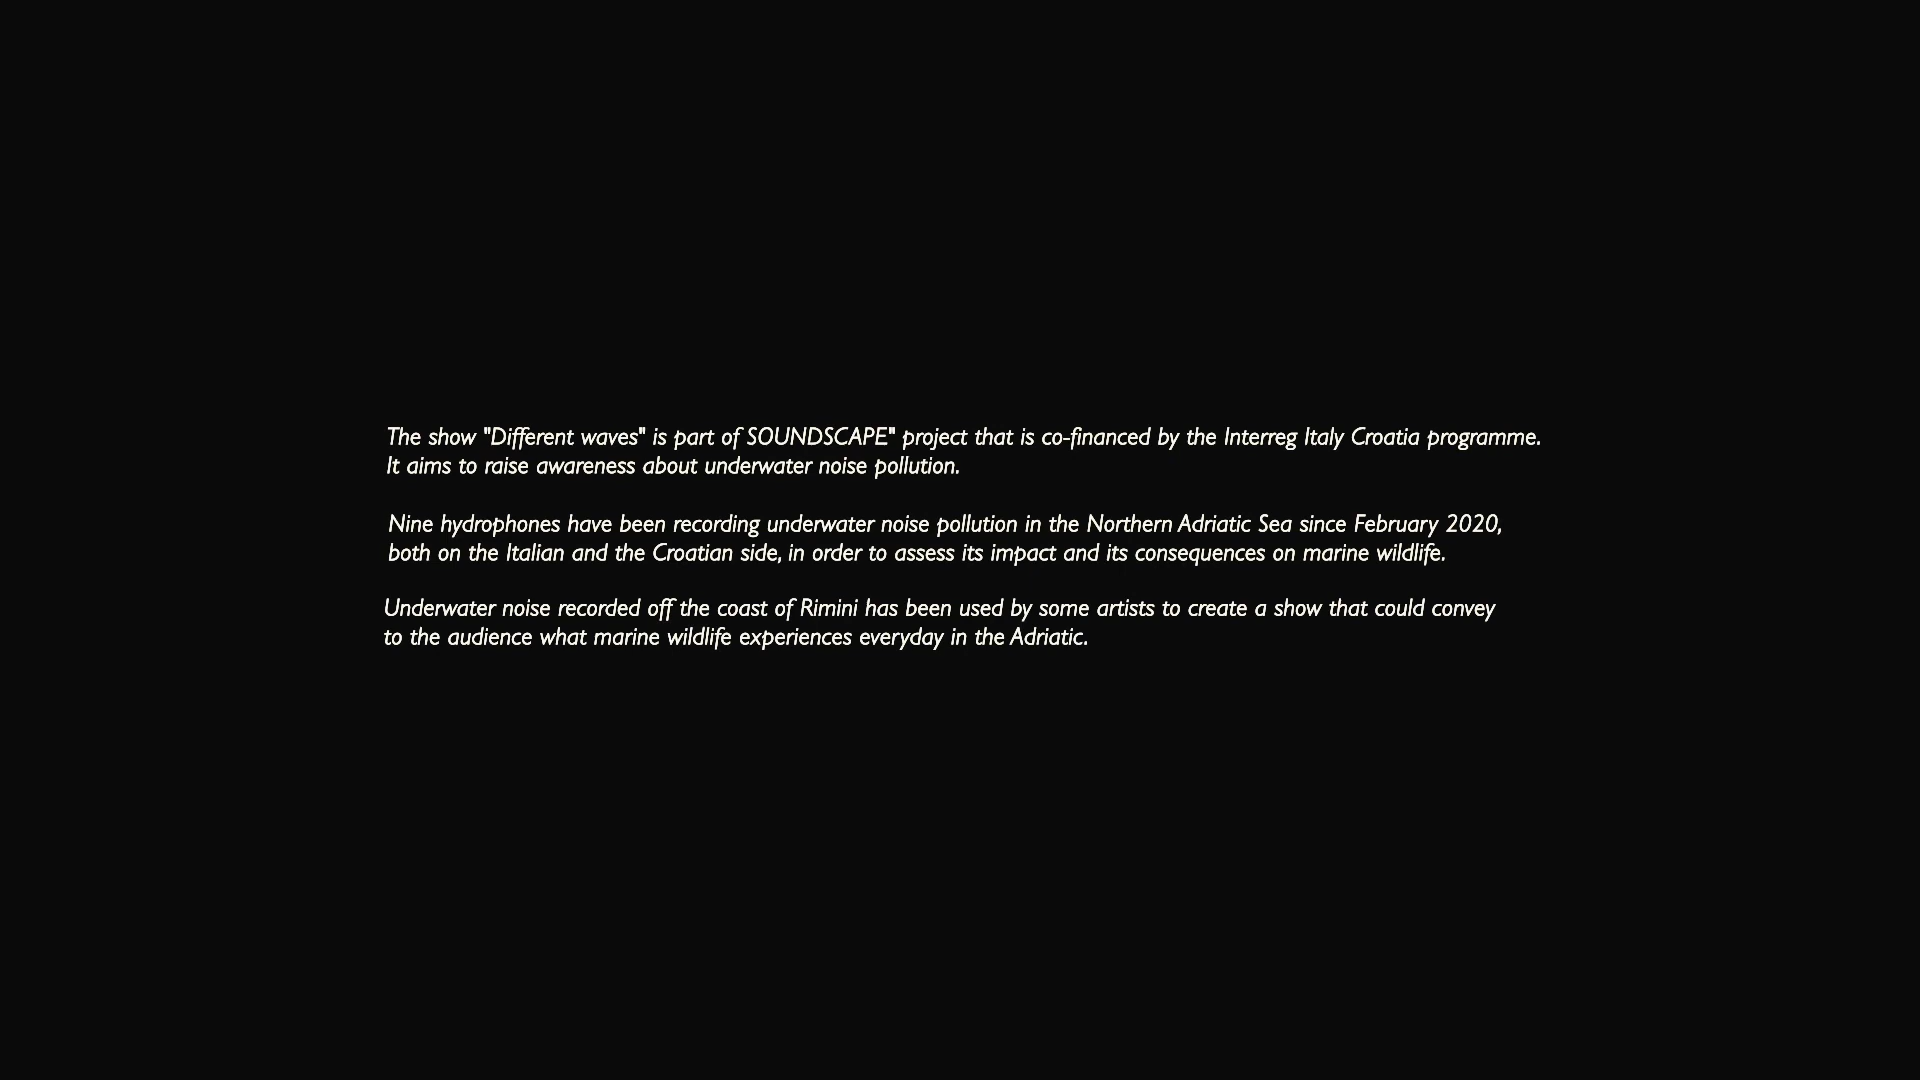 The show "Different waves" is part of SOUNDSCAPE" project that is co-financed by the Interreg Italy Croatia programme.
It aims to raise awareness about underwater noise pollution.
Nine hydrophones have been recording underwater noise pollution in the Northern Adriatic Sea since February 2020,
both on the Italian and the Croatian side, in order to assess its impact and its consequences on marine wildlife.
Underwater noise recorded off the coast of Rimini has been used by some artists to create a show that could convey
to the audience what marine wildlife experiences everyday in the Adriatic.